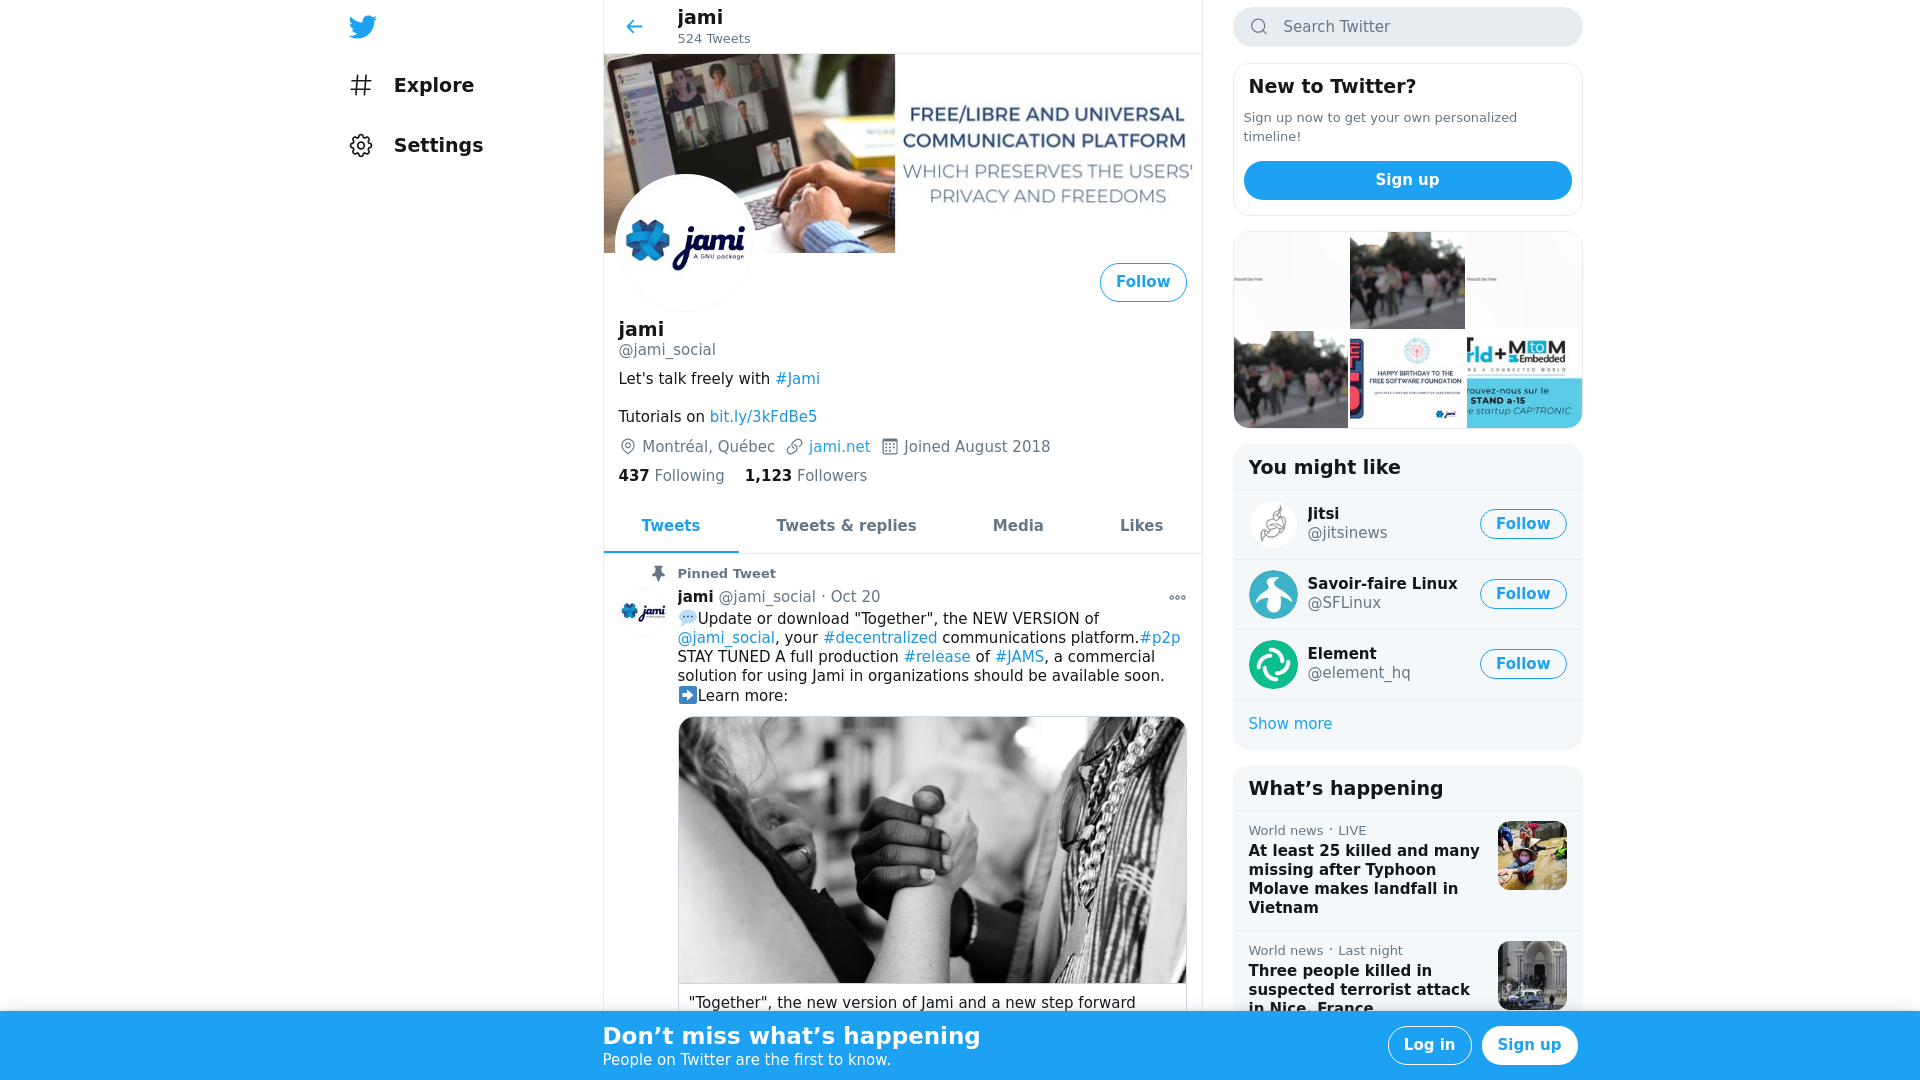 Explore
Settings
jami
524 Tweets
FREE/LIBRE AND UNIVERSAL
COMMUNICATION PLATFORM
WHICH PRESERVES THE USERS'
PRIVACY AND FREEDOMS
jami
A GNU package
Follow
jami
@jami_social
Let's talk freely with #Jami
Tutorials on bit.ly/3kFdBe5
Montréal, Québec jami.net Joined August 2018
437 Following 1,123 Followers
Tweets Tweets & replies Media Likes
Pinned Tweet
jami @jami_social · Oct 20
💬Update or download "Together", the NEW VERSION of
@jami_social, your #decentralized communications platform.#p2p
STAY TUNED A full production #release of #JAMS, a commercial
solution for using Jami in organizations should be available soon.
➡Learn more:
jami
"Together", the new version of Jami and a new step forward
Search Twitter
New to Twitter?
Sign up now to get your own personalized
timeline!
Sign up
HAPPY BIRTHDAY TO THE
FREE SOFTWARE FOUNDATION
jami
rld+MtoM
Embedded
G A CONNECTED WORLD
rouvez-nous sur le
STAND a-15
e startup CAP'TRONIC
You might like
Jitsi
@jitsinews
Follow
Savoir-faire Linux
@SFLinux
Follow
Element
@element_hq
Follow
Show more
What’s happening
World news · LIVE
At least 25 killed and many
missing after Typhoon
Molave makes landfall in
Vietnam
World news · Last night
Three people killed in
suspected terrorist attack
in Nice, France
Don’t miss what’s happening
People on Twitter are the first to know.
Log in
Sign up